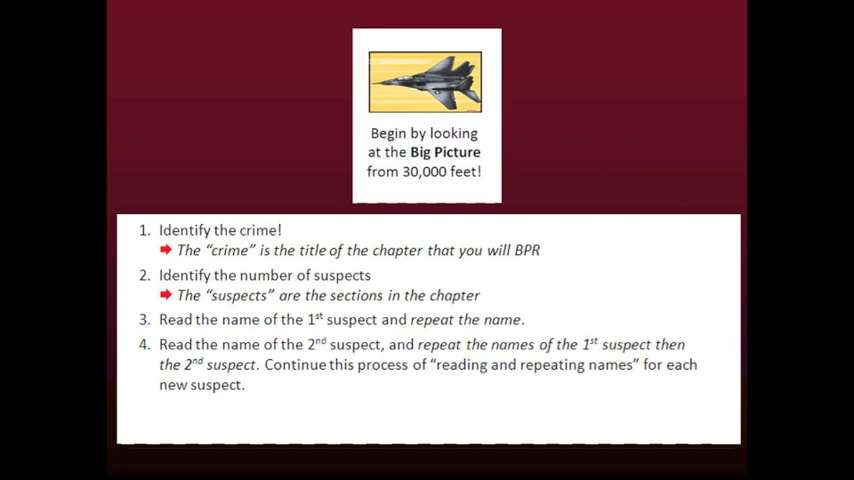 Begin by looking
at the Big Picture
from 30,000 feet!
1. Identify the crime!
➡ The “crime” is the title of the chapter that you will BPR
2. Identify the number of suspects
➡ The “suspects” are the sections in the chapter
3. Read the name of the 1st suspect and repeat the name.
4. Read the name of the 2nd suspect, and repeat the names of the 1st suspect then
the 2nd suspect. Continue this process of “reading and repeating names” for each
new suspect.